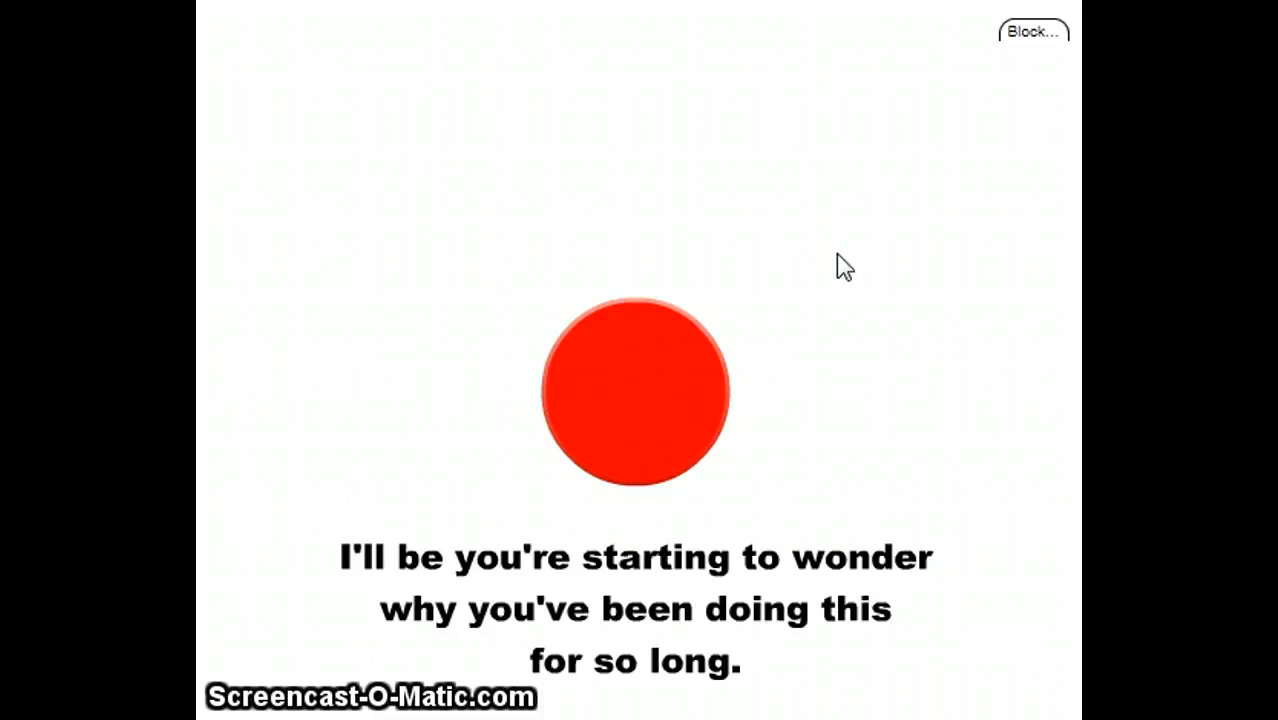 Block...
I'll be you're starting to wonder
why you've been doing this
for so long.
Screencast-O-Matic.com